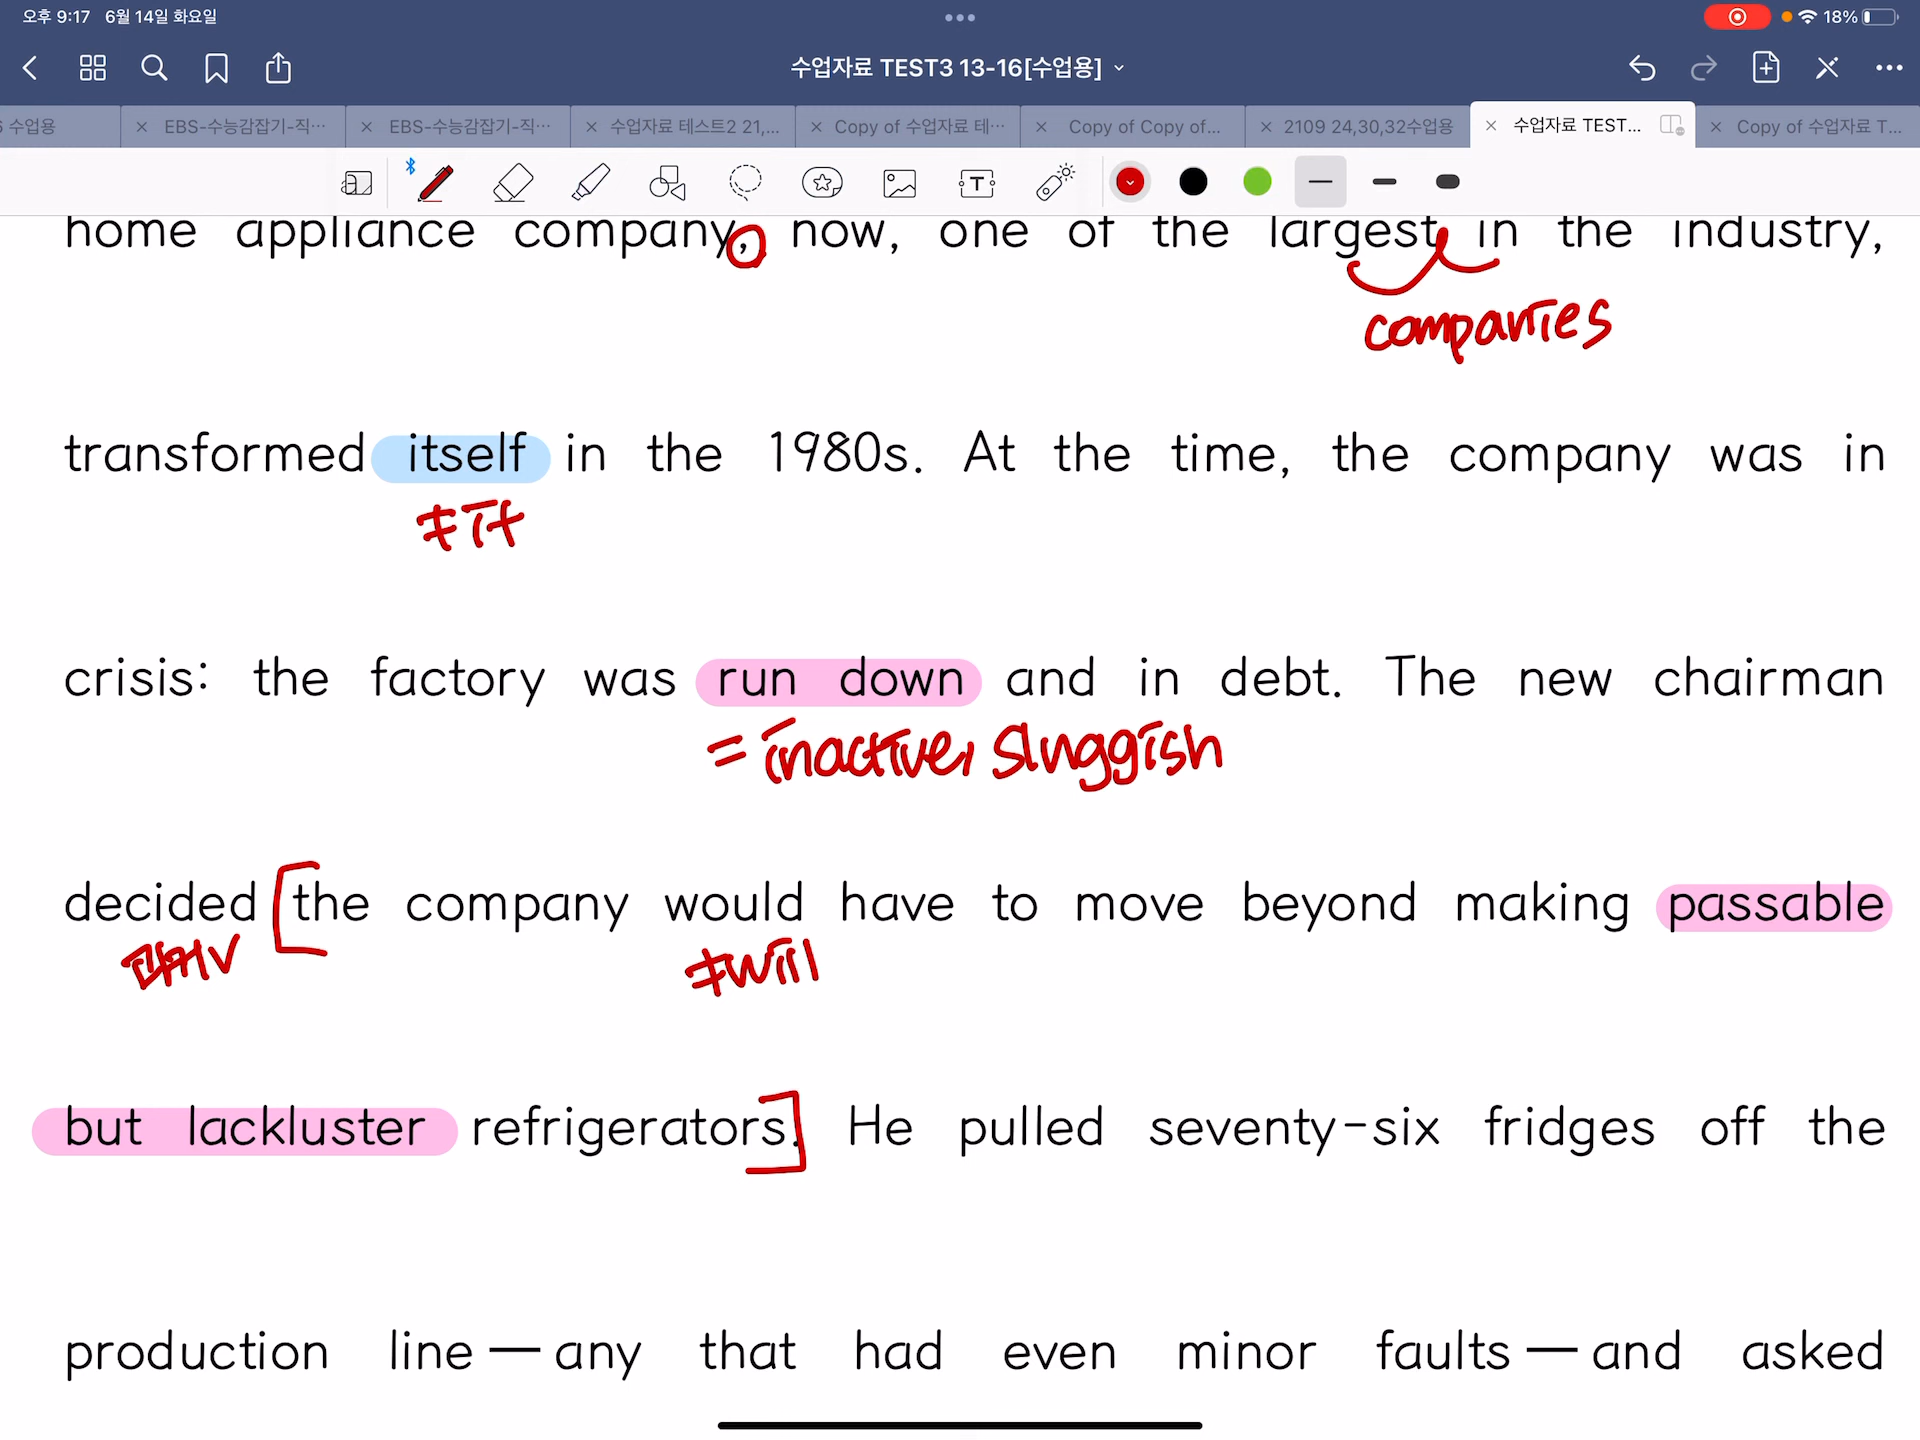 오후 9:17 6월 14일 화요일
18%
수업자료 TEST3 13-16[수업용]
수업용
EBS-수능감잡기-직…
EBS-수능감잡기-직…
수업자료 테스트2 21,...
Copy of 수업자료 테…
Copy of Copy of...
2109 24,30,32수업용
수업자료 TEST...
Copy of 수업자료 T...
home appliance company, now, one of the largest in the industry,
companies
transformed itself in the 1980s. At the time, the company was in
≠it
crisis: the factory was run down and in debt. The new chairman
= inactive, sluggish
decided [the company would have to move beyond making passable
≠will
but lackluster refrigerators.] He pulled seventy-six fridges off the
production line — any that had even minor faults — and asked